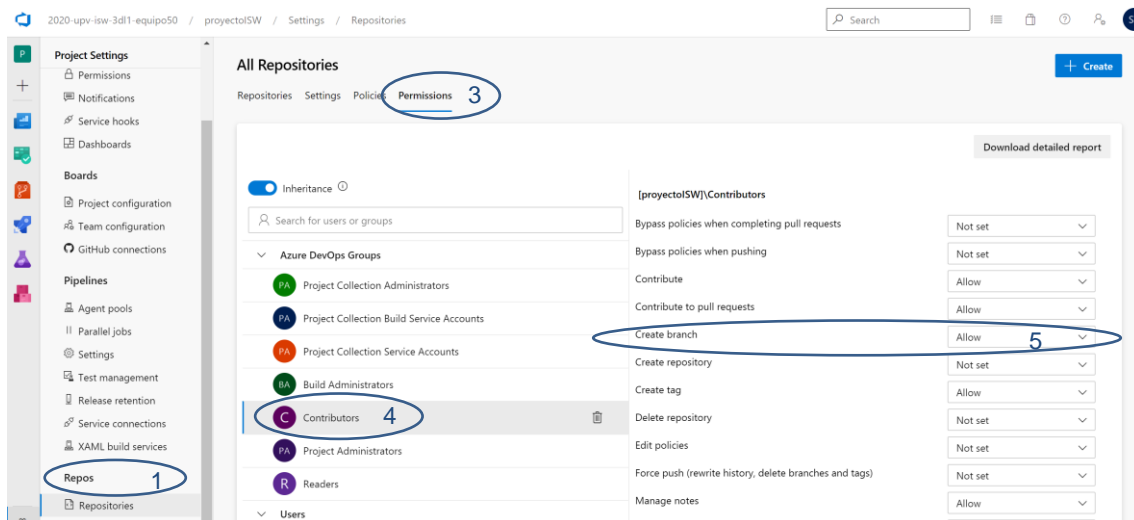 2020-upv-isw-3dl1-equipo50 / proyectoISW / Settings / Repositories
Search
Project Settings
Permissions
Notifications
Service hooks
Dashboards
Boards
Project configuration
Team configuration
GitHub connections
Pipelines
Agent pools
Parallel jobs
Settings
Test management
Release retention
Service connections
XAML build services
Repos 1
Repositories
P
All Repositories
Create
Repositories Settings Policies Permissions 3
Download detailed report
Inheritance
Search for users or groups
Azure DevOps Groups
PA Project Collection Administrators
PA Project Collection Build Service Accounts
PA Project Collection Service Accounts
BA Build Administrators
C Contributors 4
PA Project Administrators
R Readers
Users
[proyectoISW]\Contributors
Bypass policies when completing pull requests Not set
Bypass policies when pushing Not set
Contribute Allow
Contribute to pull requests Allow
Create branch Allow 5
Create repository Not set
Create tag Allow
Delete repository Not set
Edit policies Not set
Force push (rewrite history, delete branches and tags) Not set
Manage notes Allow